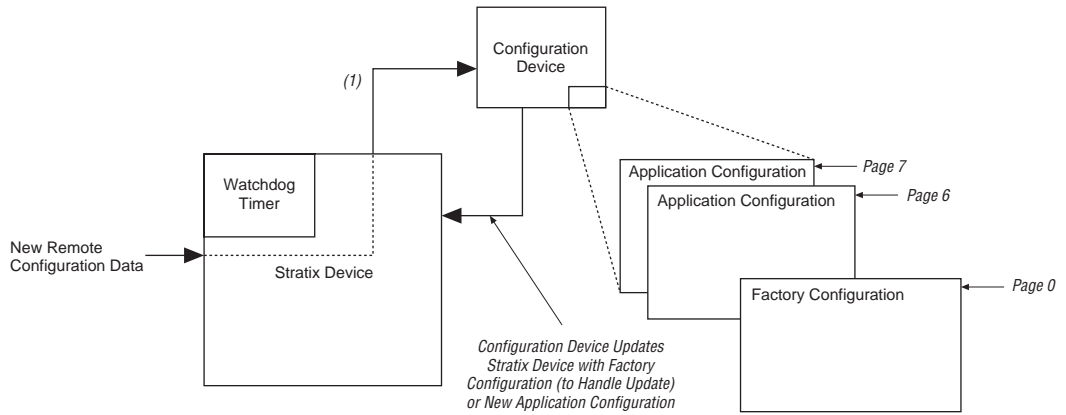 Configuration
Device
(1)
Application Configuration
Page 7
Application Configuration
Page 6
Watchdog
Timer
New Remote
Configuration Data
Stratix Device
Factory Configuration
Page 0
Configuration Device Updates
Stratix Device with Factory
Configuration (to Handle Update)
or New Application Configuration